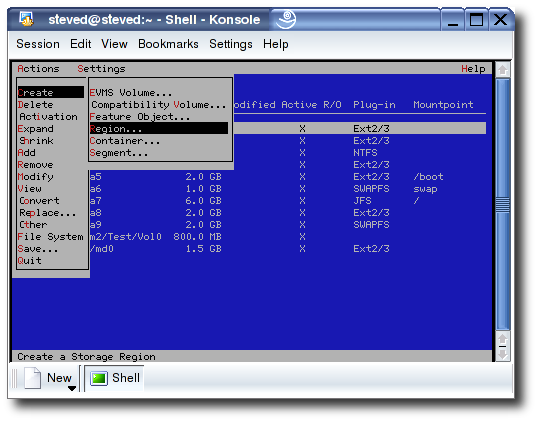 steved@steved:~ - Shell - Konsole
Session Edit View Bookmarks Settings Help
Actions Settings Help
Create EVMS Volume...
Delete Compatibility Volume... odified Active R/O Plug-in Mountpoint
Activation Feature Object...
Expand Region... X Ext2/3
Shrink Container... X Ext2/3
Add Segment... X NTFS
Remove X Ext2/3
Modify a5 2.0 GB X Ext2/3 /boot
View a6 1.0 GB X SWAPFS swap
Convert a7 6.0 GB X JFS /
Replace... a8 2.0 GB X Ext2/3
Other a9 2.0 GB X SWAPFS
File System m2/Test/Vol0 800.0 MB X
Save... /md0 1.5 GB X Ext2/3
Quit
Create a Storage Region
New Shell